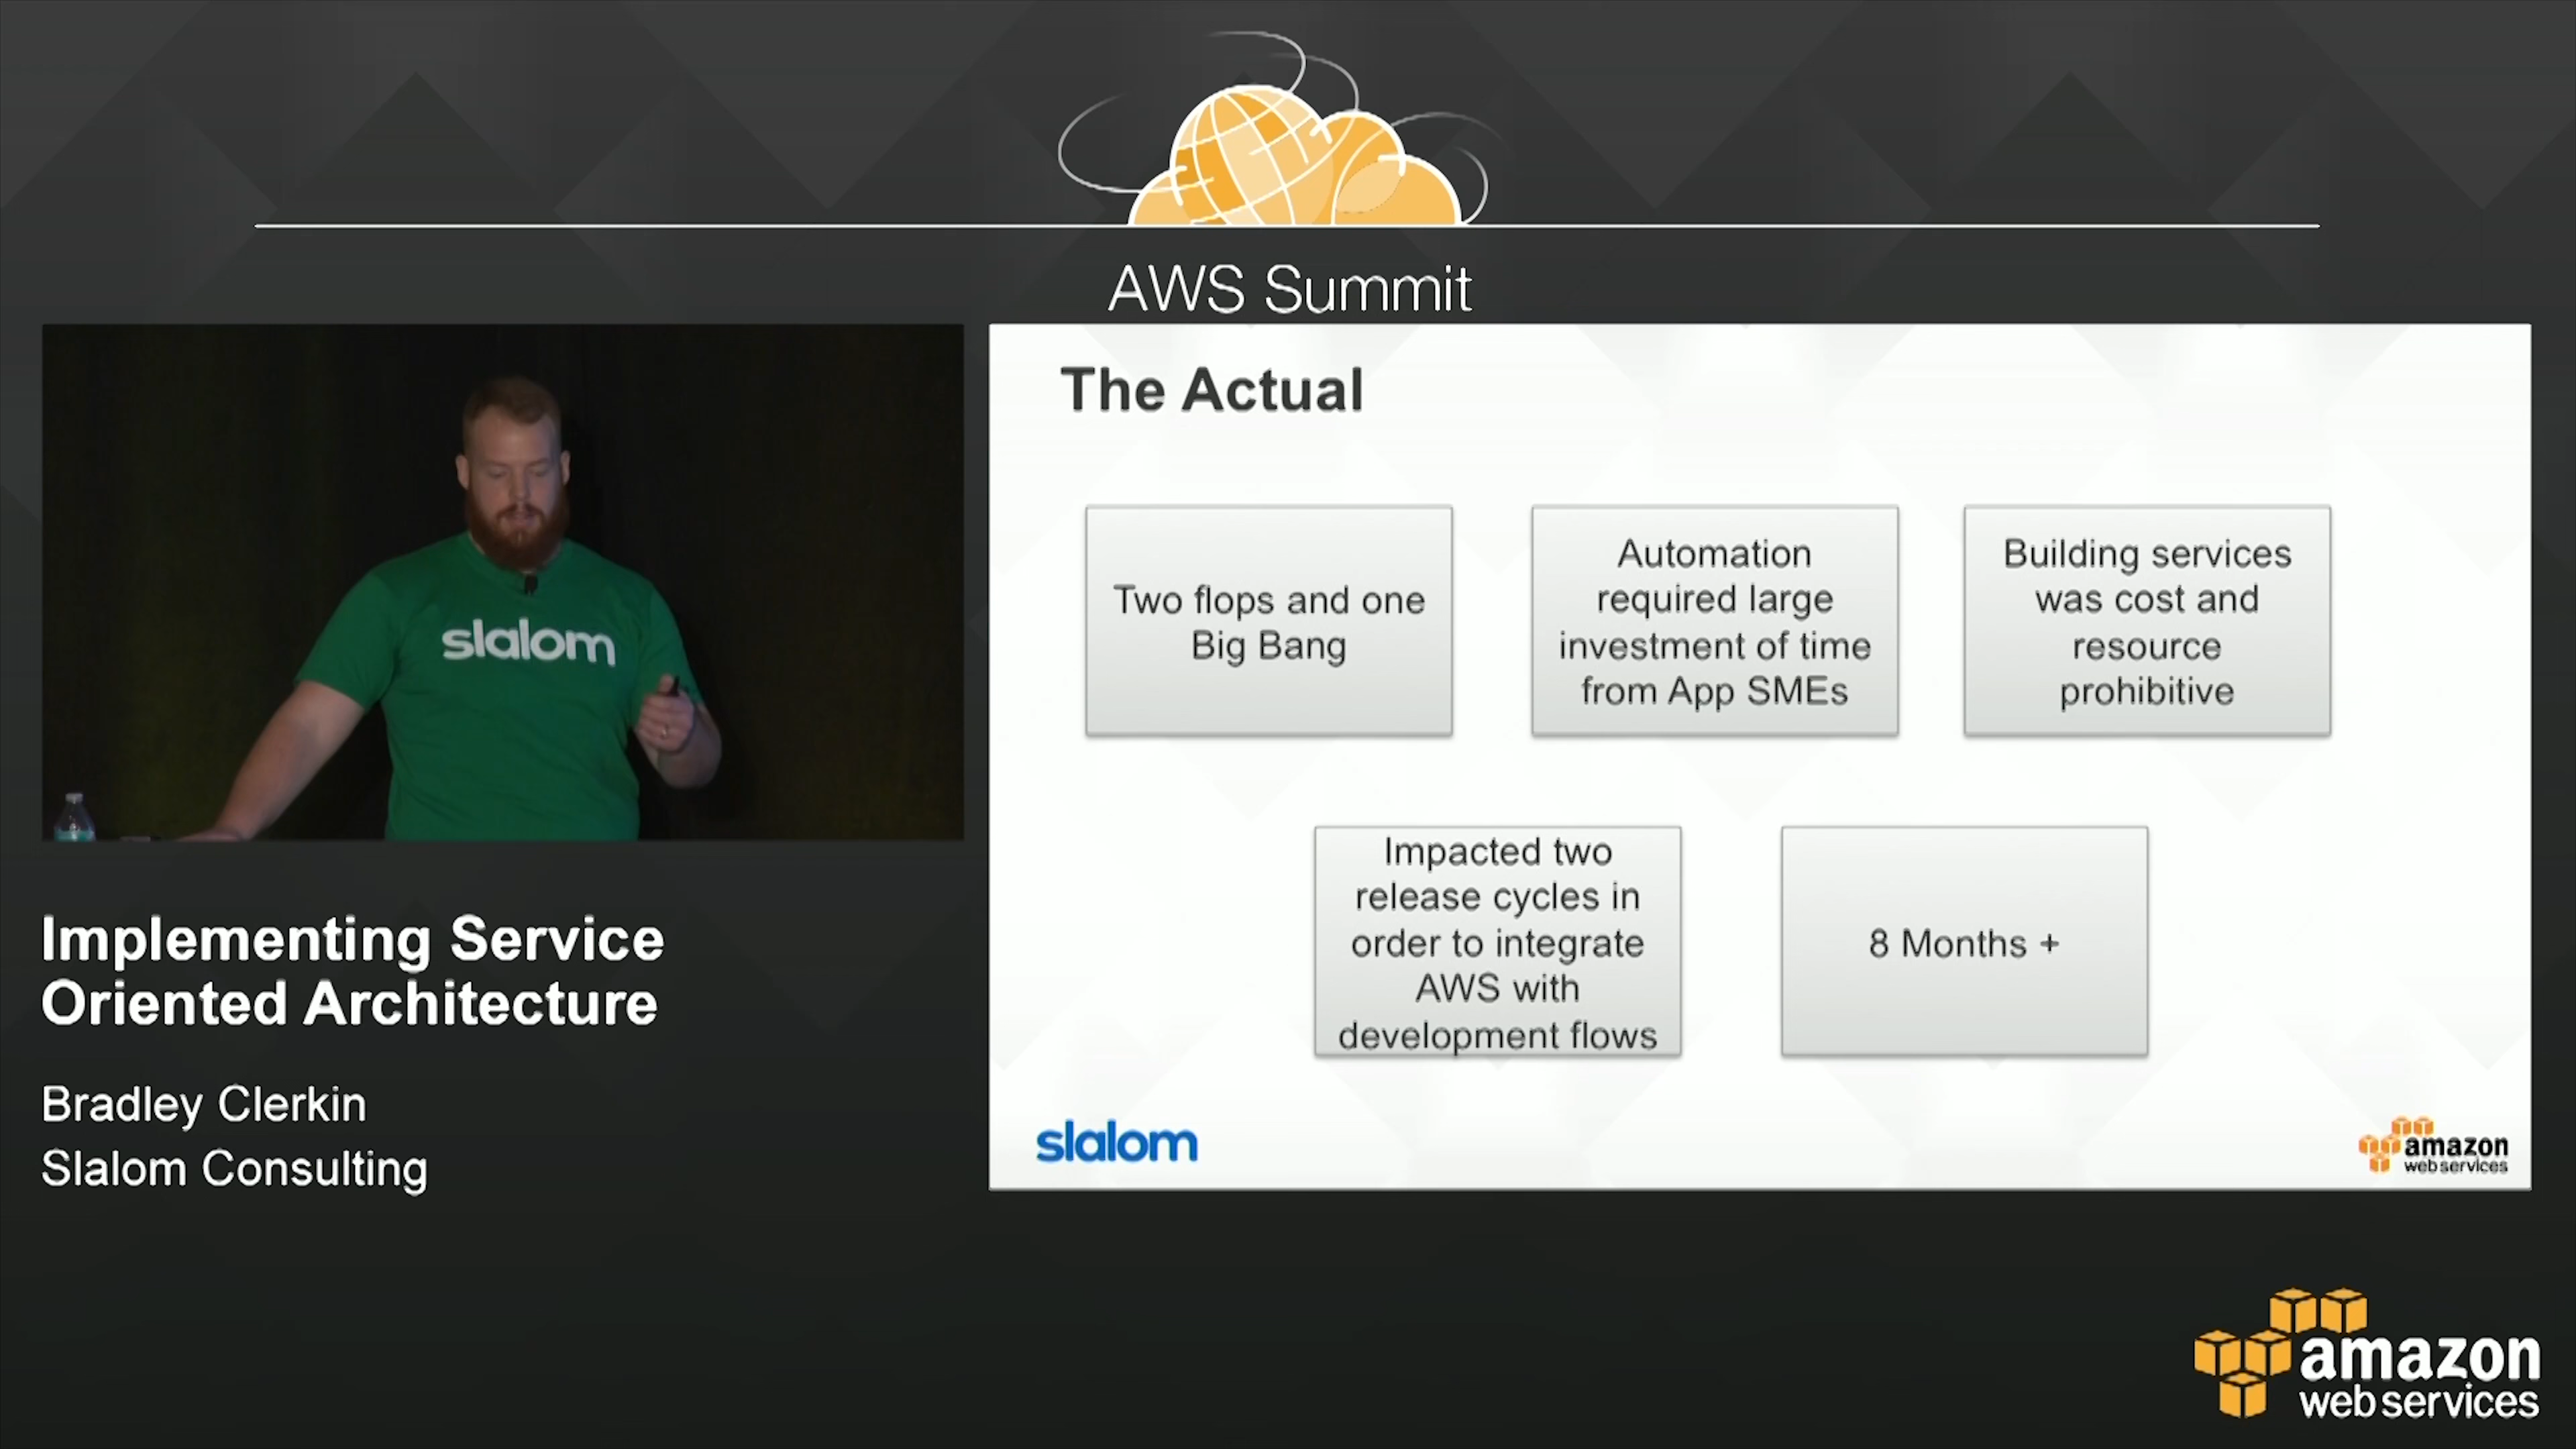 AWS Summit
slalom
The Actual
Two flops and one
Big Bang
Automation
required large
investment of time
from App SMEs
Building services
was cost and
resource
prohibitive
Impacted two
release cycles in
order to integrate
AWS with
development flows
8 Months +
slalom
amazon
web services
Implementing Service
Oriented Architecture
Bradley Clerkin
Slalom Consulting
amazon
web services